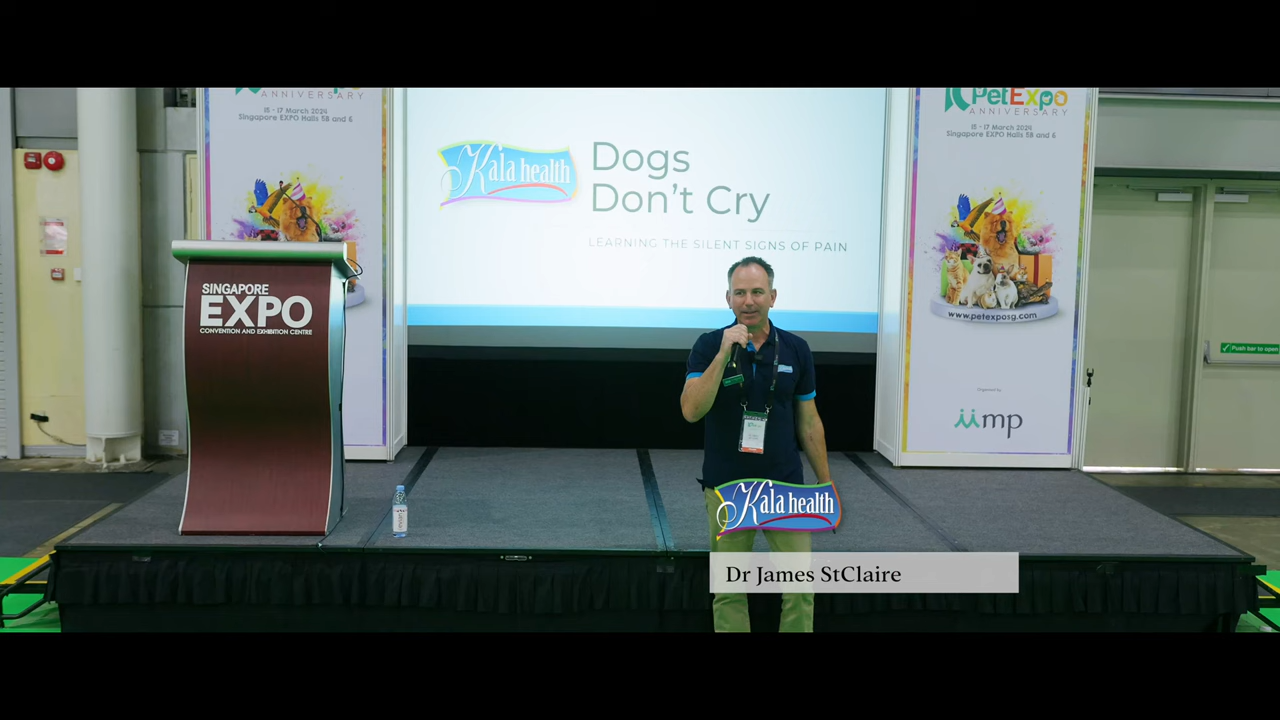 PetExpo
ANNIVERSARY
15 - 17 March 2024
Singapore EXPO Halls 5B and 6
Kala health
Dogs
Don't Cry
LEARNING THE SILENT SIGNS OF PAIN
ANNIVERSARY
15 - 17 March 2024
Singapore EXPO Halls 5B and 6
www.petexposg.com
Organised by
mp
SINGAPORE
EXPO
CONVENTION AND EXHIBITION CENTRE
Push bar to open
Kala health
Dr James StClaire